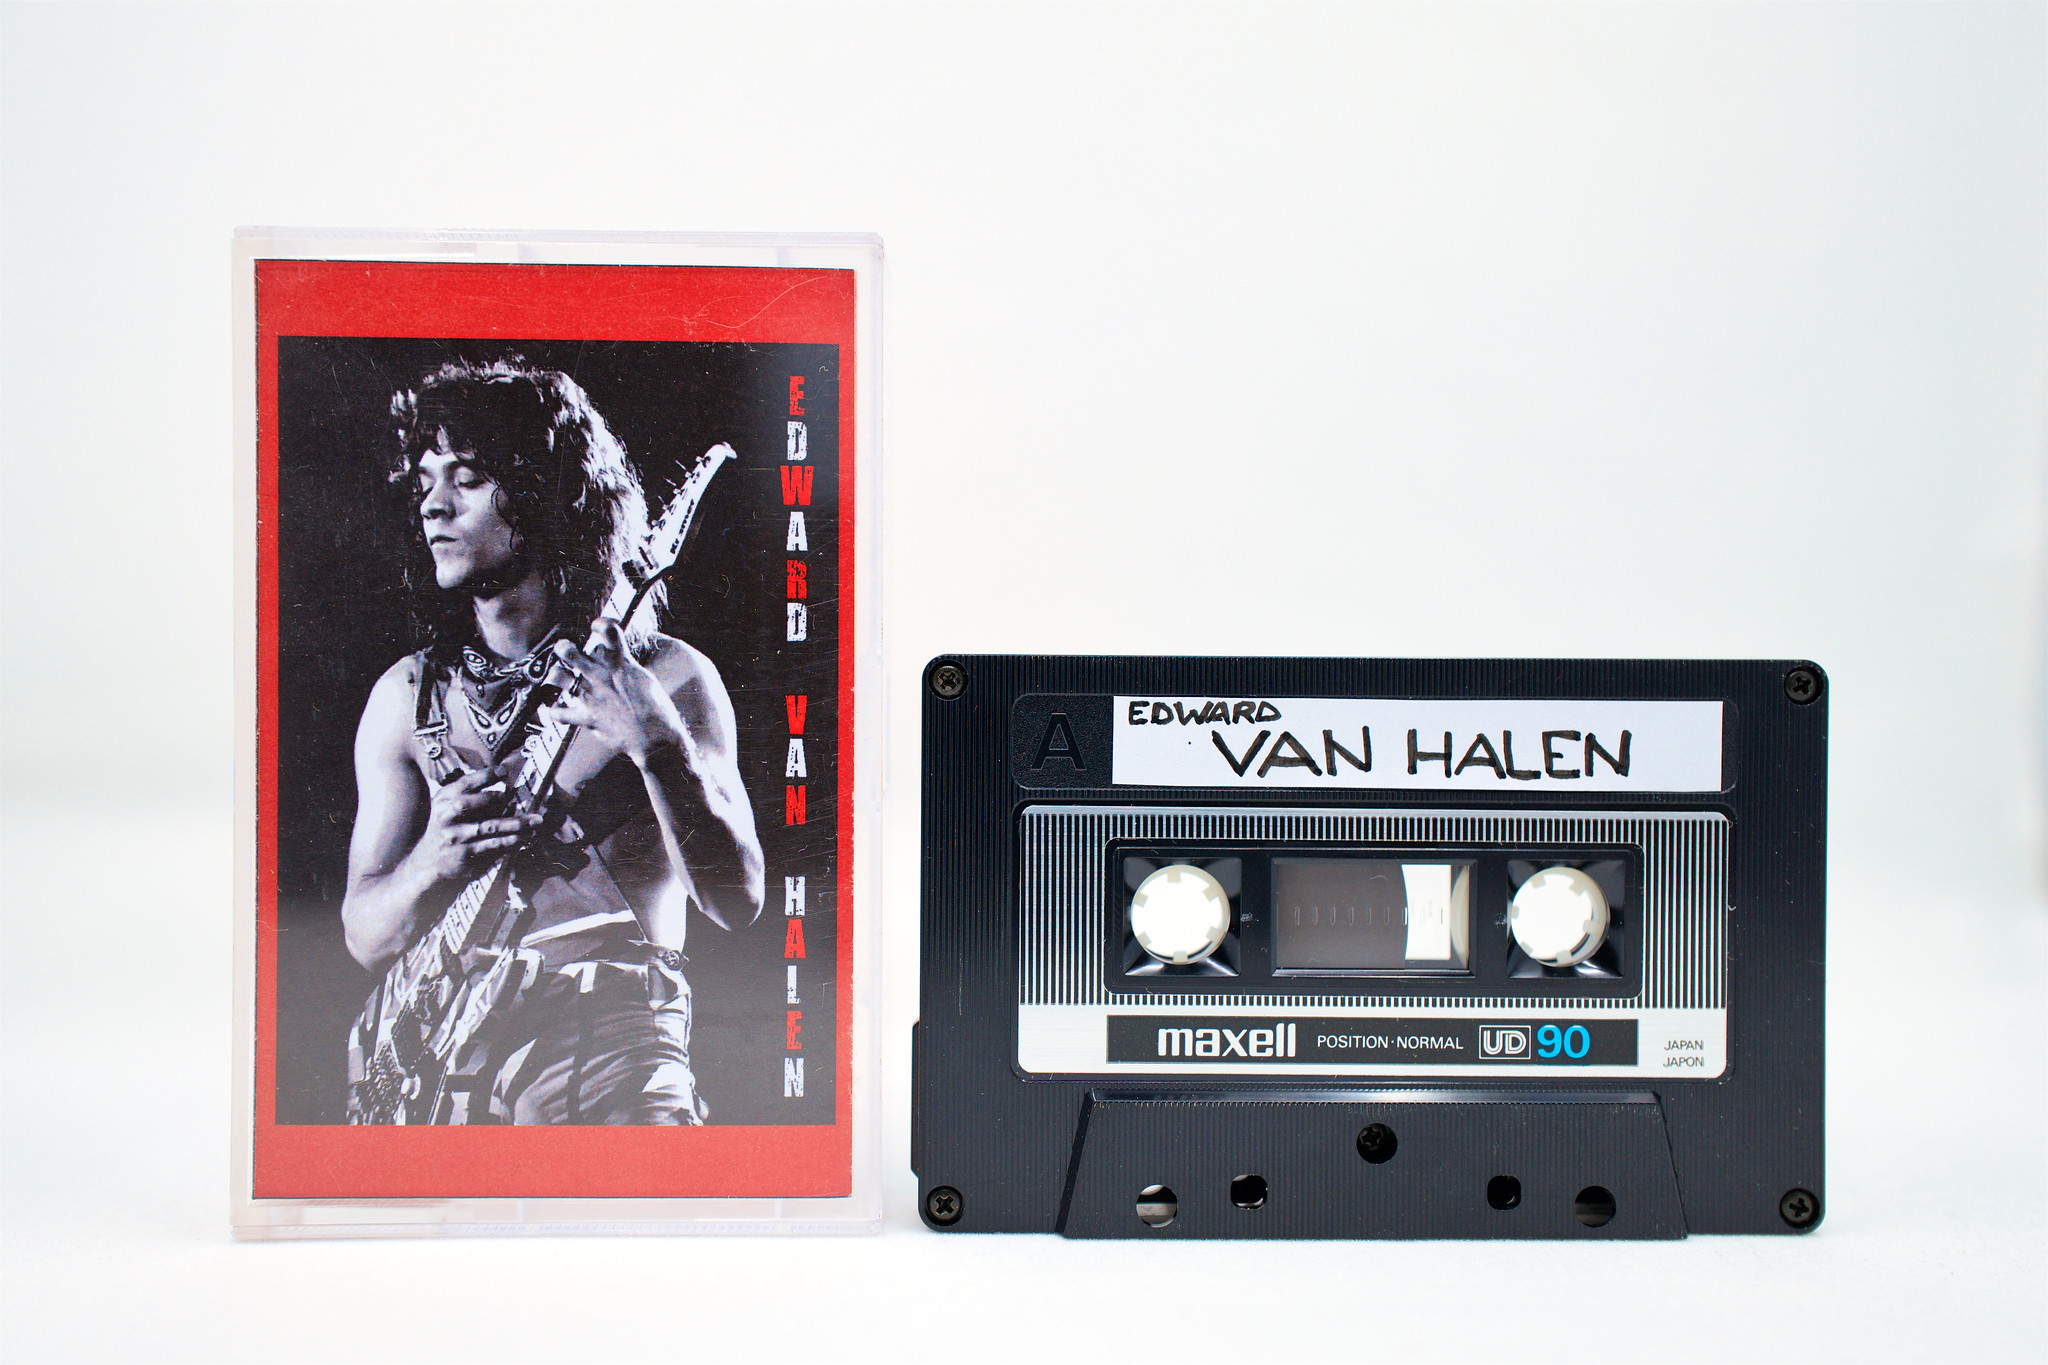 EDWARD VAN HALEN
A
EDWARD
VAN HALEN
maxell POSITION·NORMAL UD 90
JAPAN
JAPON